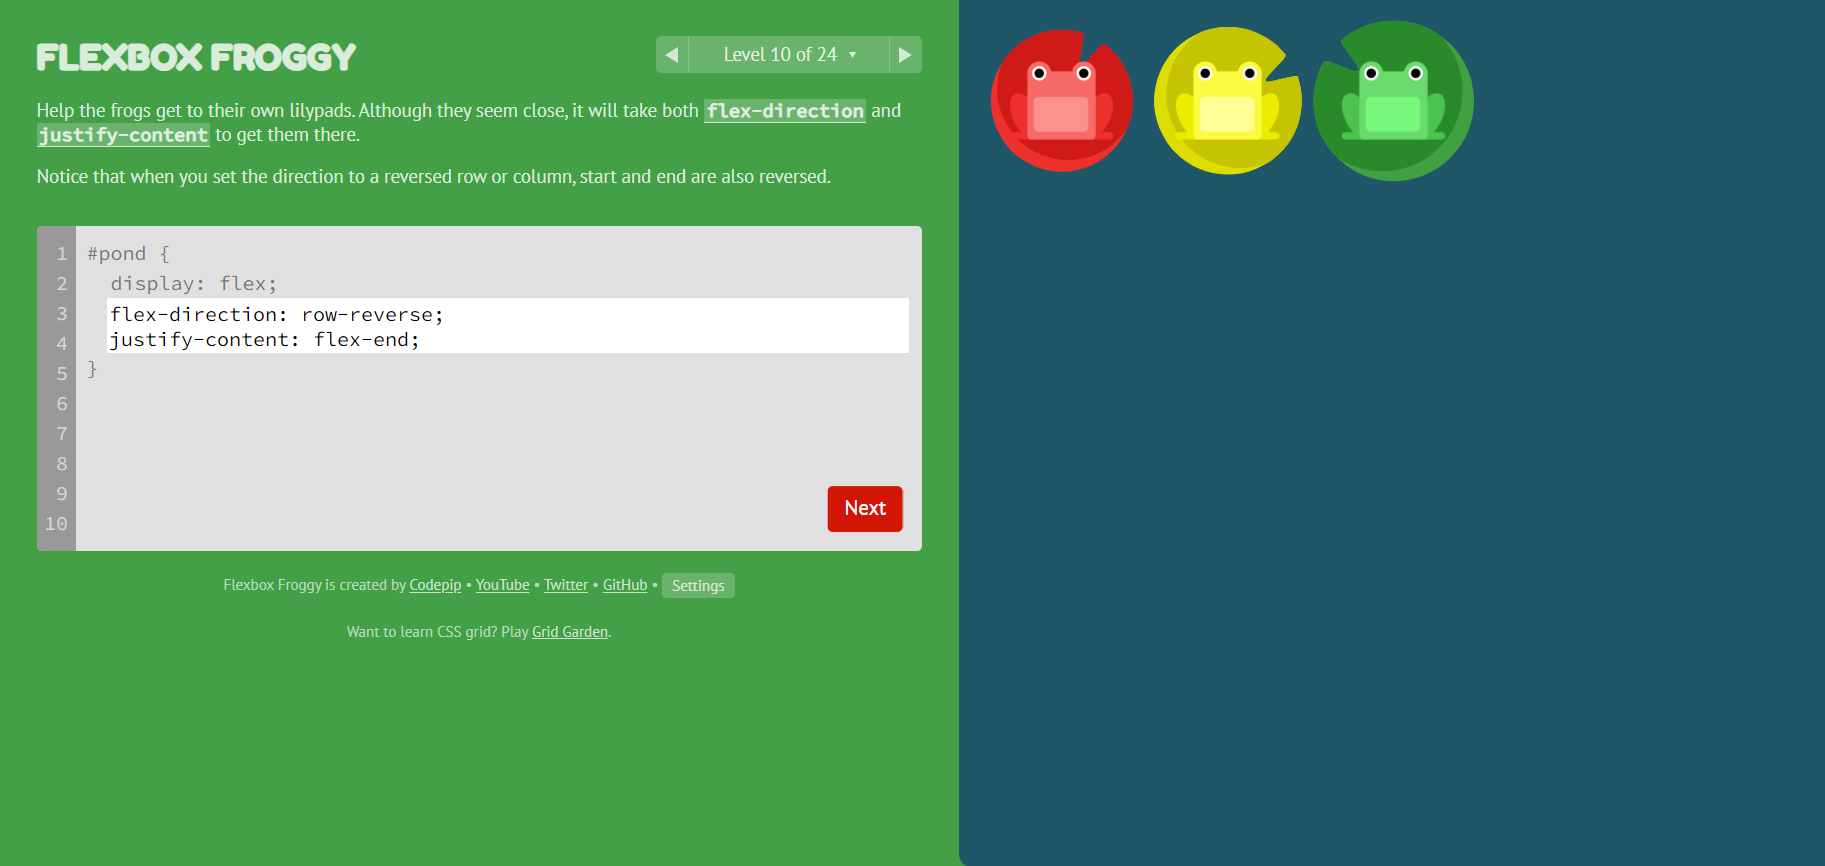 FLEXBOX FROGGY
◀ Level 10 of 24 ▼ ▶
Help the frogs get to their own lilypads. Although they seem close, it will take both flex-direction and
justify-content to get them there.
Notice that when you set the direction to a reversed row or column, start and end are also reversed.
1 #pond {
2 display: flex;
3 flex-direction: row-reverse;
4 justify-content: flex-end;
5 }
6
7
8
9
10
Next
Flexbox Froggy is created by Codepip • YouTube • Twitter • GitHub • Settings
Want to learn CSS grid? Play Grid Garden.